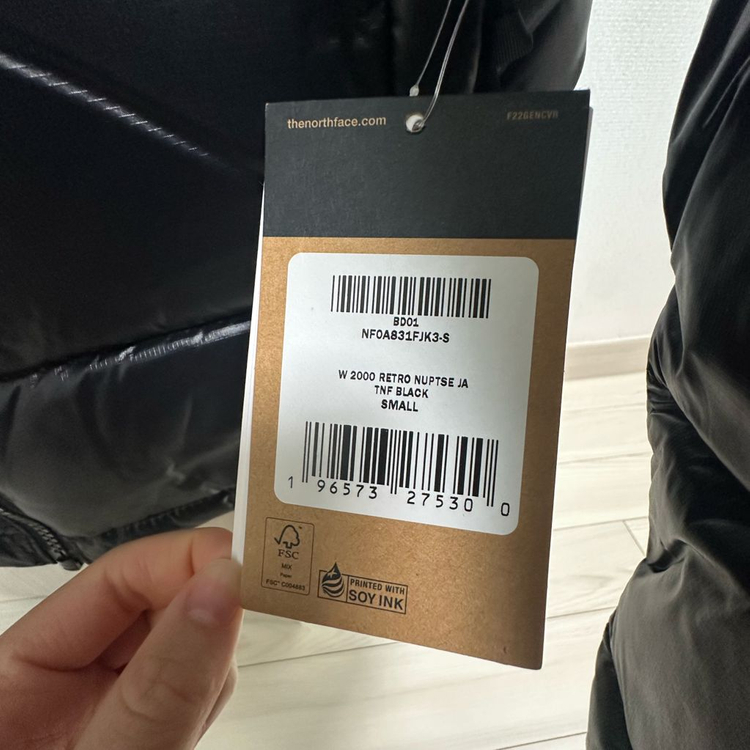 thenorthface.com
F22GENCVR
BD01
NF0A831FJK3-S
W 2000 RETRO NUPTSE JA
TNF BLACK
SMALL
1 96573 27530 0
FSC
MIX
Paper
FSC® C004883
PRINTED WITH
SOY INK